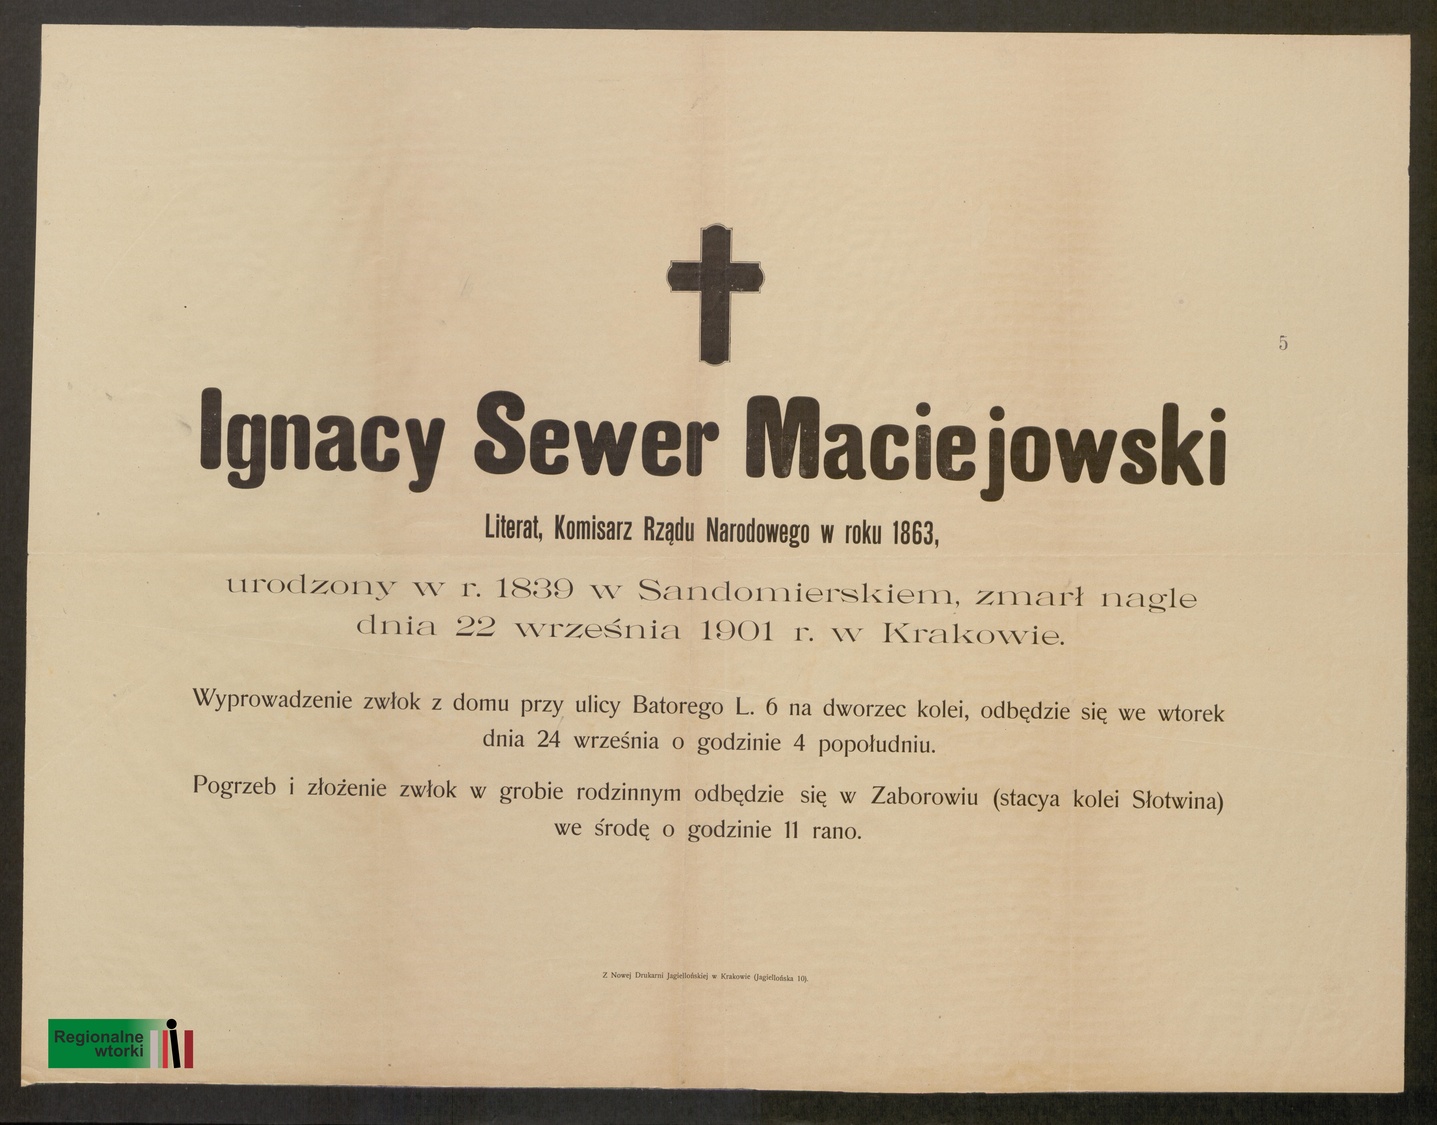 5
Ignacy Sewer Maciejowski
Literat, Komisarz Rządu Narodowego w roku 1863,
urodzony w r. 1839 w Sandomierskiem, zmarł nagle
dnia 22 września 1901 r. w Krakowie.
Wyprowadzenie zwłok z domu przy ulicy Batorego L. 6 na dworzec kolei, odbędzie się we wtorek
dnia 24 września o godzinie 4 popołudniu.
Pogrzeb i złożenie zwłok w grobie rodzinnym odbędzie się w Zaborowiu (stacya kolei Słotwina)
we środę o godzinie 11 rano.
Z Nowej Drukarni Jagiellońskiej w Krakowie (Jagiellońska 10).
Regionalne
wtorki